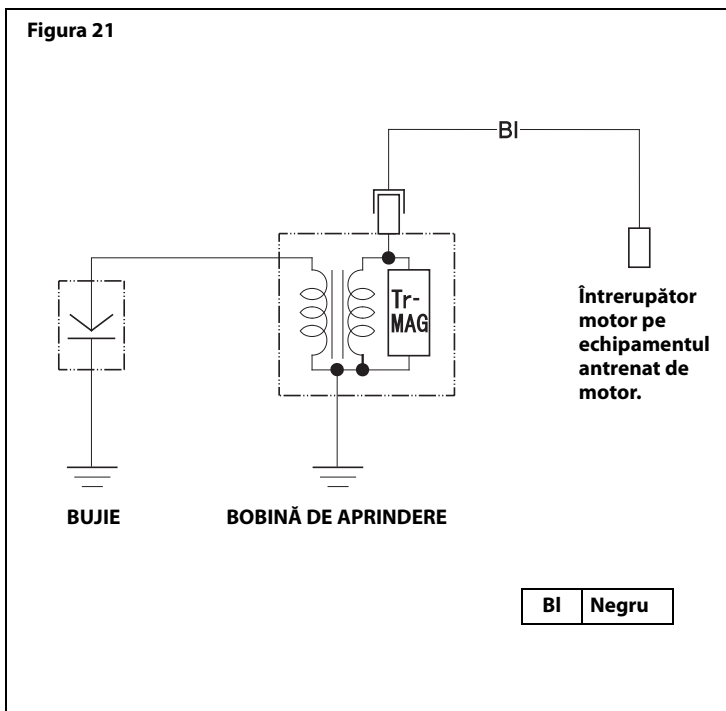 Figura 21
Bl
Tr-
MAG
Întrerupător
motor pe
echipamentul
antrenat de
motor.
BUJIE
BOBINĂ DE APRINDERE
Bl Negru